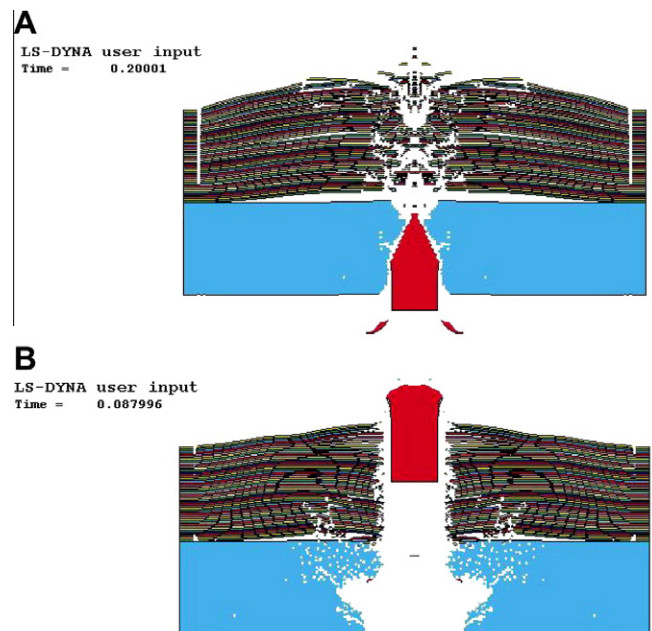 A
LS-DYNA user input
Time = 0.20001
B
LS-DYNA user input
Time = 0.087996